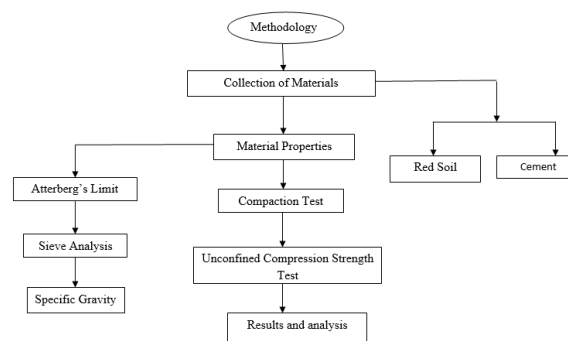 Methodology
Collection of Materials
Material Properties
Red Soil
Cement
Atterberg’s Limit
Compaction Test
Sieve Analysis
Unconfined Compression Strength
Test
Specific Gravity
Results and analysis